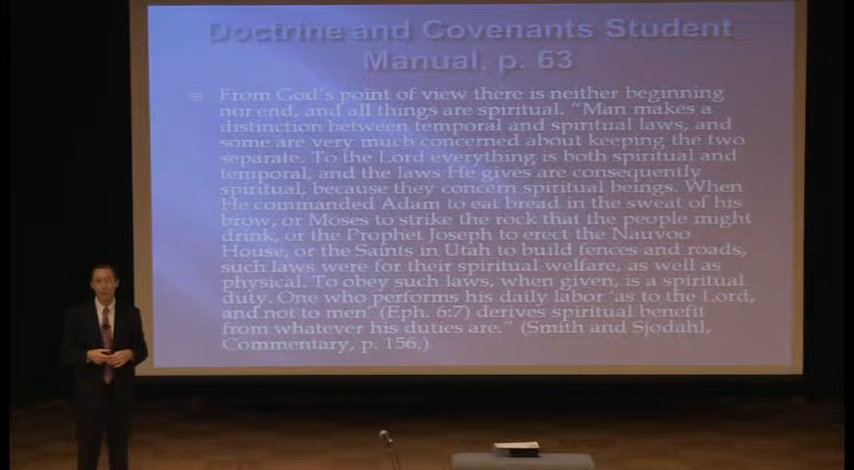 Doctrine and Covenants Student
Manual, p. 63
From God's point of view there is neither beginning
nor end, and all things are spiritual. "Man makes a
distinction between temporal and spiritual laws, and
some are very much concerned about keeping the two
separate. To the Lord everything is both spiritual and
temporal, and the laws He gives are consequently
spiritual, because they concern spiritual beings. When
He commanded Adam to eat bread in the sweat of his
brow, or Moses to strike the rock that the people might
drink, or the Prophet Joseph to erect the Nauvoo
House, or the Saints in Utah to build fences and roads,
such laws were for their spiritual welfare, as well as
physical. To obey such laws, when given, is a spiritual
duty. One who performs his daily labor 'as to the Lord,
and not to men' (Eph. 6:7) derives spiritual benefit
from whatever his duties are." (Smith and Sjodahl,
Commentary, p. 156.)